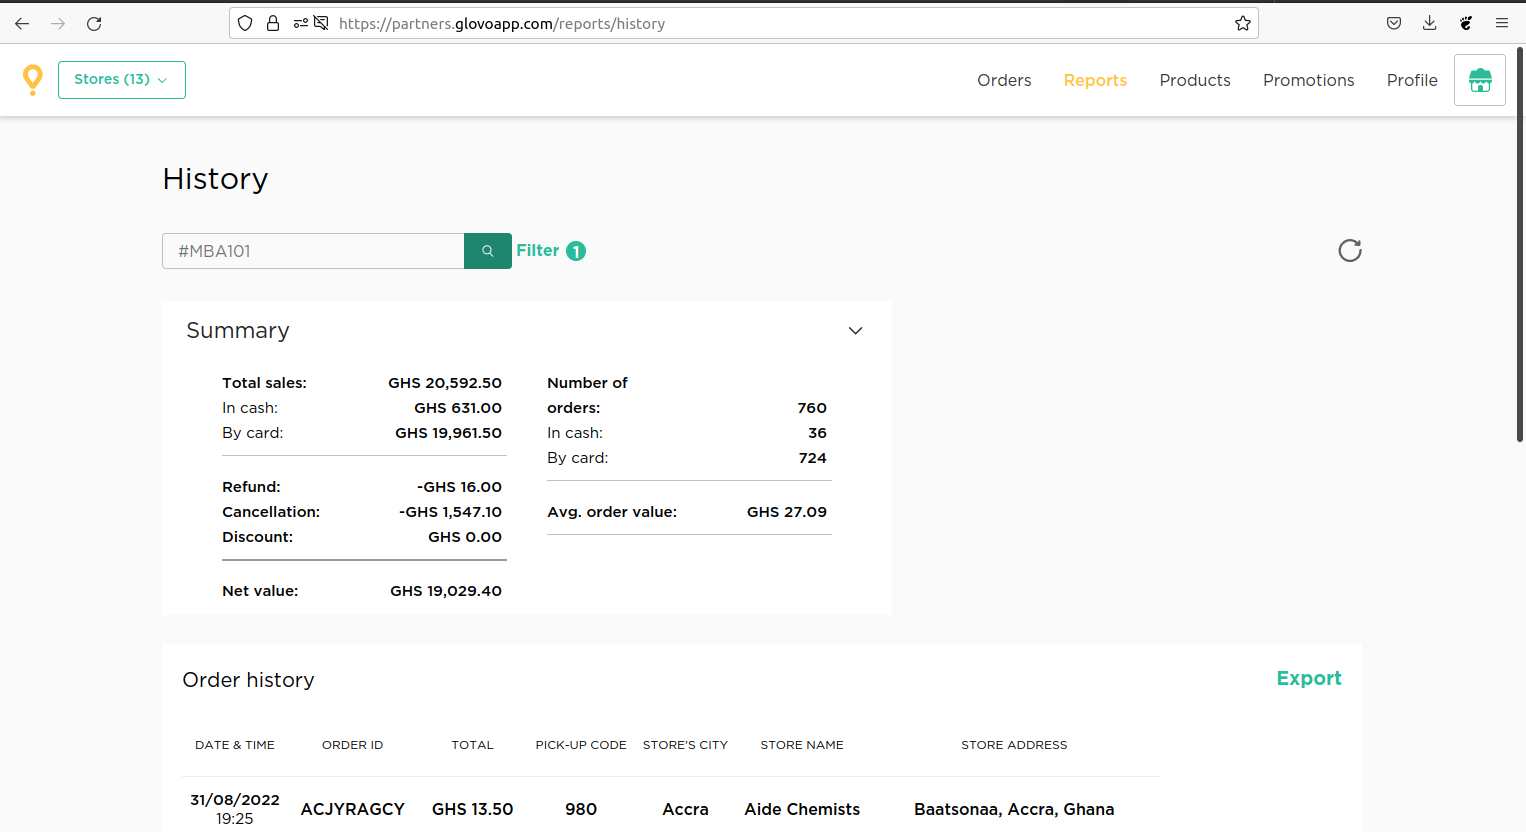 https://partners.glovoapp.com/reports/history
Stores (13)
Orders
Reports
Products
Promotions
Profile
History
#MBA101
Filter 1
Summary
Total sales: GHS 20,592.50
In cash: GHS 631.00
By card: GHS 19,961.50
Refund: -GHS 16.00
Cancellation: -GHS 1,547.10
Discount: GHS 0.00
Net value: GHS 19,029.40
Number of
orders: 760
In cash: 36
By card: 724
Avg. order value: GHS 27.09
Order history
Export
DATE & TIME ORDER ID TOTAL PICK-UP CODE STORE'S CITY STORE NAME STORE ADDRESS
31/08/2022
19:25
ACJYRAGCY GHS 13.50 980 Accra Aide Chemists Baatsonaa, Accra, Ghana